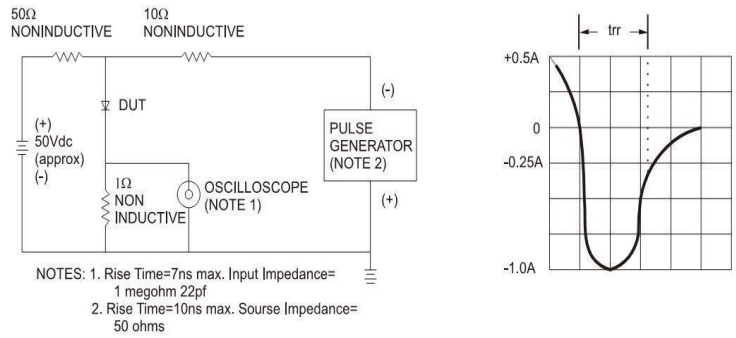 50Ω
NONINDUCTIVE
10Ω
NONINDUCTIVE
trr
+0.5A
(-)
DUT
(+)
50Vdc
(approx)
(-)
PULSE
GENERATOR
(NOTE 2)
0
-0.25A
1Ω
NON
INDUCTIVE
OSCILLOSCOPE
(NOTE 1)
(+)
-1.0A
NOTES: 1. Rise Time=7ns max. Input Impedance=
1 megohm 22pf
2. Rise Time=10ns max. Sourse Impedance=
50 ohms